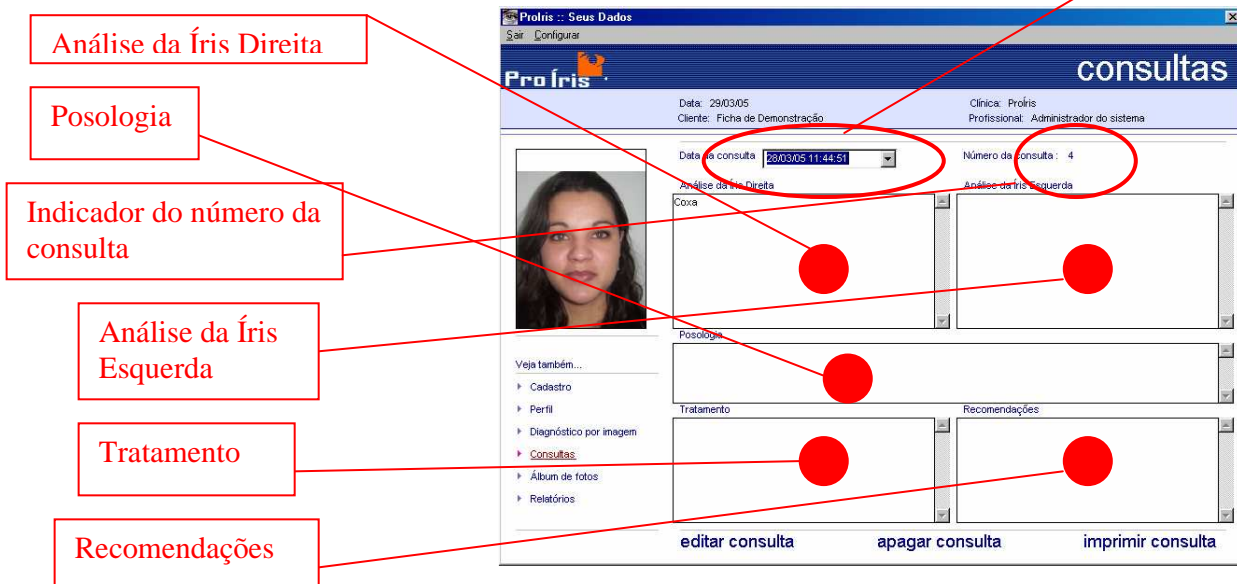 Análise da Íris Direita
Posologia
Indicador do número da
consulta
Análise da Íris
Esquerda
Tratamento
Recomendações
ProIris :: Seus Dados
Sair Configurar
Pro Íris
consultas
Data: 29/03/05
Clínica: ProÍris
Cliente: Ficha de Demonstração
Profissional: Administrador do sistema
Data da consulta 28/03/05 11:44:51
Número da consulta : 4
Análise da Íris Direita
Análise da Íris Esquerda
Coxa
Posologia
Veja também...
Cadastro
Perfil
Diagnóstico por imagem
Consultas
Álbum de fotos
Relatórios
Tratamento
Recomendações
editar consulta
apagar consulta
imprimir consulta